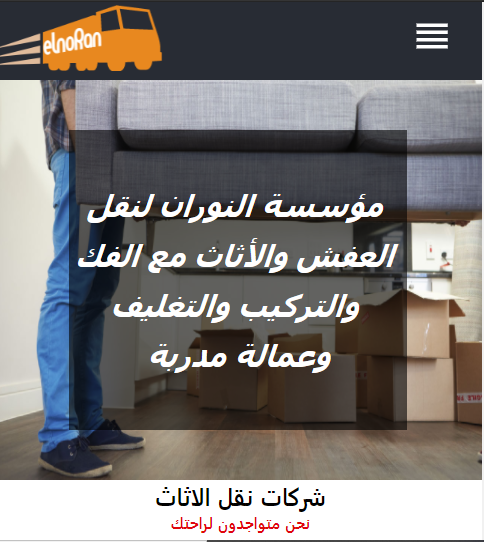 elnoRan
مؤسسة النوران لنقل
العفش والأثاث مع الفك
والتركيب والتغليف
وعمالة مدربة
شركات نقل الاثاث
نحن متواجدون لراحتك